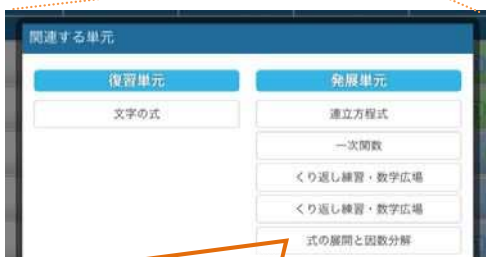 関連する単元
復習単元
発展単元
文字の式
連立方程式
一次関数
くり返し練習・数学広場
くり返し練習・数学広場
式の展開と因数分解